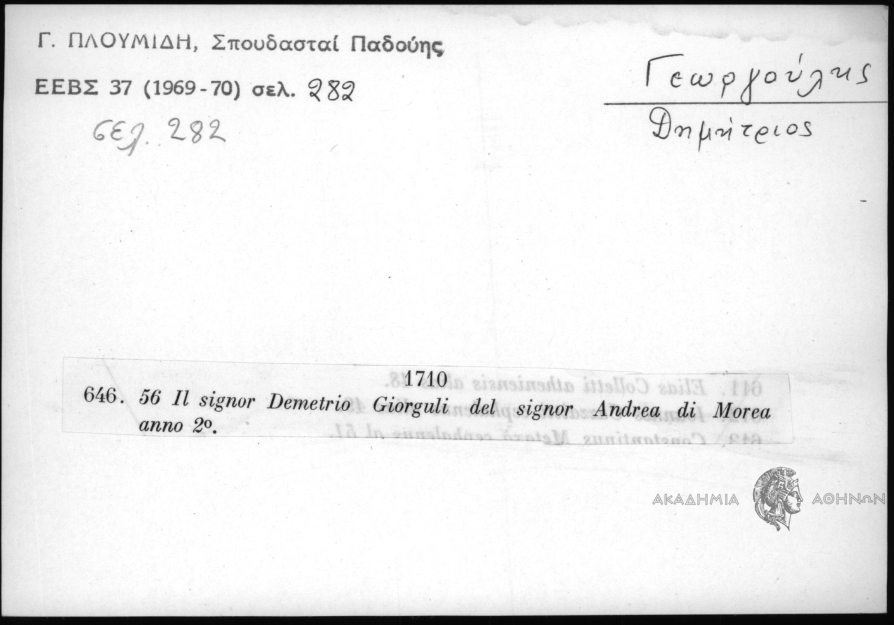 Γ. ΠΛΟΥΜΙΔΗ, Σπουδασταί Παδούης
ΕΕΒΣ 37 (1969-70) σελ. 282
σελ. 282
Γεωργούλης
Δημήτριος
1710
646. 56 Il signor Demetrio Giorguli del signor Andrea di Morea
anno 2º.
ΑΚΑΔΗΜΙΑ ΑΘΗΝΩΝ